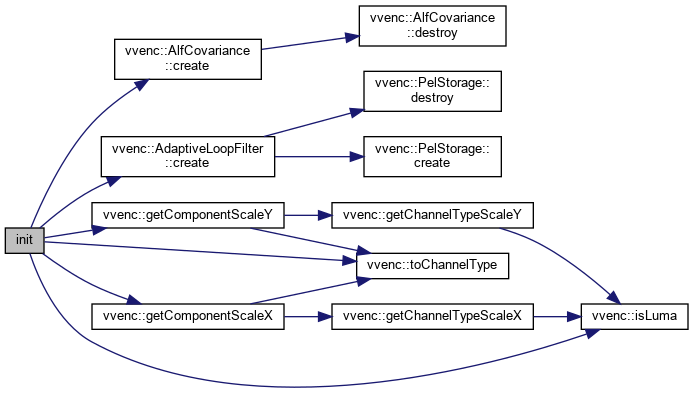 vvenc::AlfCovariance
::destroy
vvenc::AlfCovariance
::create
vvenc::PelStorage::
destroy
vvenc::AdaptiveLoopFilter
::create
vvenc::PelStorage::
create
vvenc::getComponentScaleY
vvenc::getChannelTypeScaleY
init
vvenc::toChannelType
vvenc::getComponentScaleX
vvenc::getChannelTypeScaleX
vvenc::isLuma